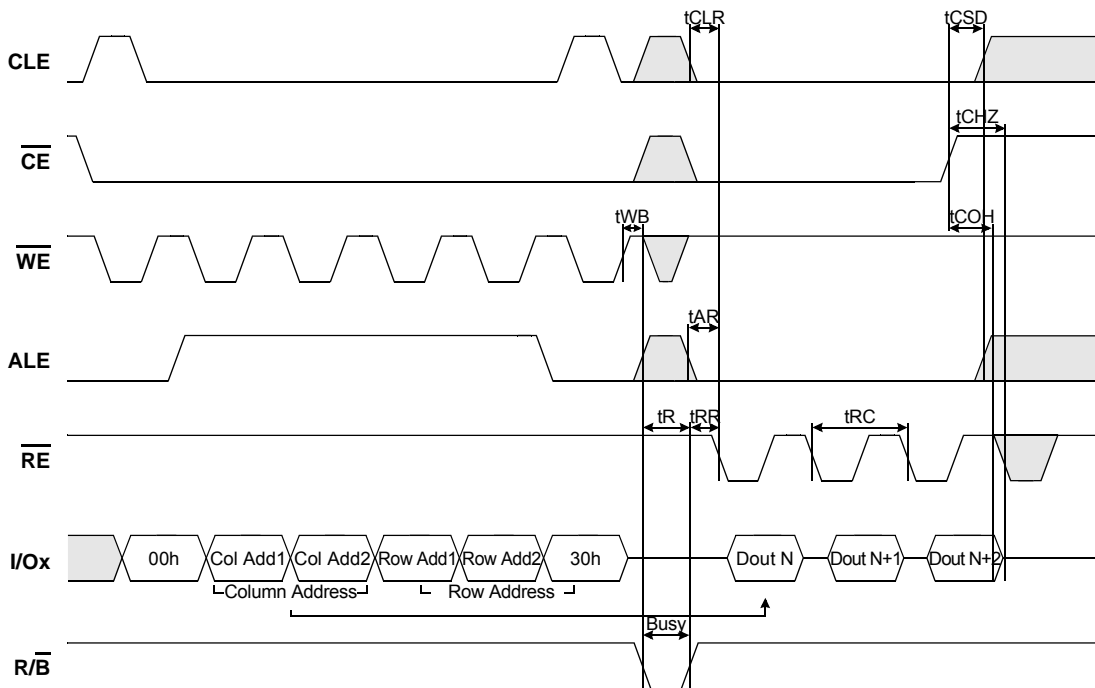 tCLR
tCSD
CLE
tCHZ
CE
tWB
tCOH
WE
tAR
ALE
tR
tRR
tRC
RE
I/Ox
00h
Col Add1
Col Add2
Row Add1
Row Add2
30h
Dout N
Dout N+1
Dout N+2
Column Address
Row Address
Busy
R/B